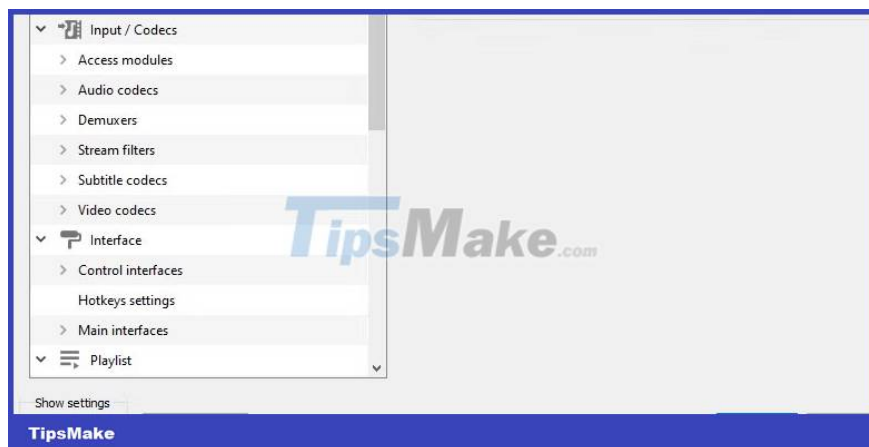 Input / Codecs
Access modules
Audio codecs
Demuxers
Stream filters
Subtitle codecs
Video codecs
Interface
TipsMake.com
Control interfaces
Hotkeys settings
Main interfaces
Playlist
Show settings
TipsMake